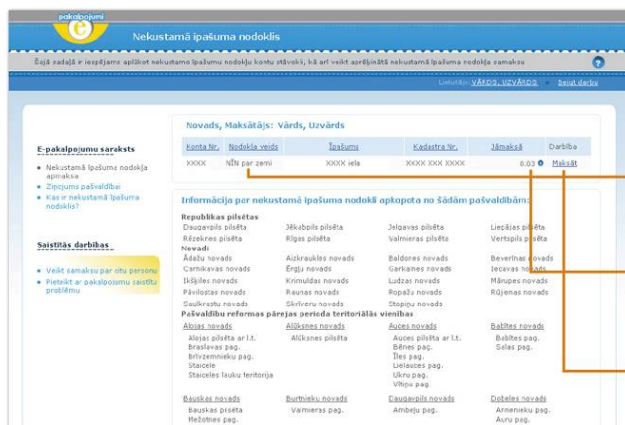 pakalpojumi
Nekustamā īpašuma nodoklis
Šajā sadaļā ir iespējams aplūkot nekustamo īpašumu nodokļu kontu stāvokli, kā arī veikt aprēķinātā nekustamā īpašuma nodokļa samaksu
?
Lietotājs: VĀRDS, UZVĀRDS Beigt darbu
E-pakalpojumu saraksts
Nekustamā īpašuma nodokļa
apmaksa
Ziņojums pašvaldībai
Kas ir nekustamā īpašuma
nodoklis?
Saistītās darbības
Veikt samaksu par citu personu
Pieteikt ar pakalpojumu saistītu
problēmu
Novads, Maksātājs: Vārds, Uzvārds
Konta Nr. Nodokļa veids Īpašums Kadastra Nr. Jāmaksā Darbība
XXXX NĪN par zemi XXXX iela XXXX XXX XXXX 6.03 Maksāt
Informācija par nekustamā īpašuma nodokli apkopota no šādām pašvaldībām:
Republikas pilsētas
Daugavpils pilsēta Jēkabpils pilsēta Jelgavas pilsēta Liepājas pilsēta
Rēzeknes pilsēta Rīgas pilsēta Valmieras pilsēta Ventspils pilsēta
Novadi
Ādažu novads Aizkraukles novads Baldones novads Beverīnas novads
Carnikavas novads Ērgļu novads Garkalnes novads Iecavas novads
Ikšķiles novads Krimuldas novads Ludzas novads Mārupes novads
Pāvilostas novads Raunas novads Ropažu novads Rūjienas novads
Saulkrastu novads Skrīveru novads Stopiņu novads
Pašvaldību reformas pārejas perioda teritoriālās vienības
Alojas novads Alūksnes novads Auces novads Babītes novads
Alojas pilsēta ar l.t. Alūksnes pilsēta Auces pilsēta ar l.t. Babītes pag.
Braslavas pag. Bēnes pag. Salas pag.
Brīvzemnieku pag. Īles pag.
Staicele Lielauces pag.
Staiceles lauku teritorija Ukru pag.
Vītiņu pag.
Bauskas novads Burtnieku novads Daugavpils novads Dobeles novads
Bauskas pilsēta Valmieras pag. Ambeļu pag. Annenieku pag.
Mežotnes pag. Auru pag.